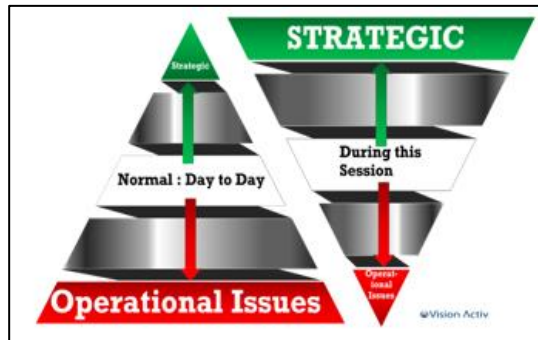 Strategic
Normal : Day to Day
Operational Issues
STRATEGIC
During this
Session
Operat-
ional
Issues
Vision Activ